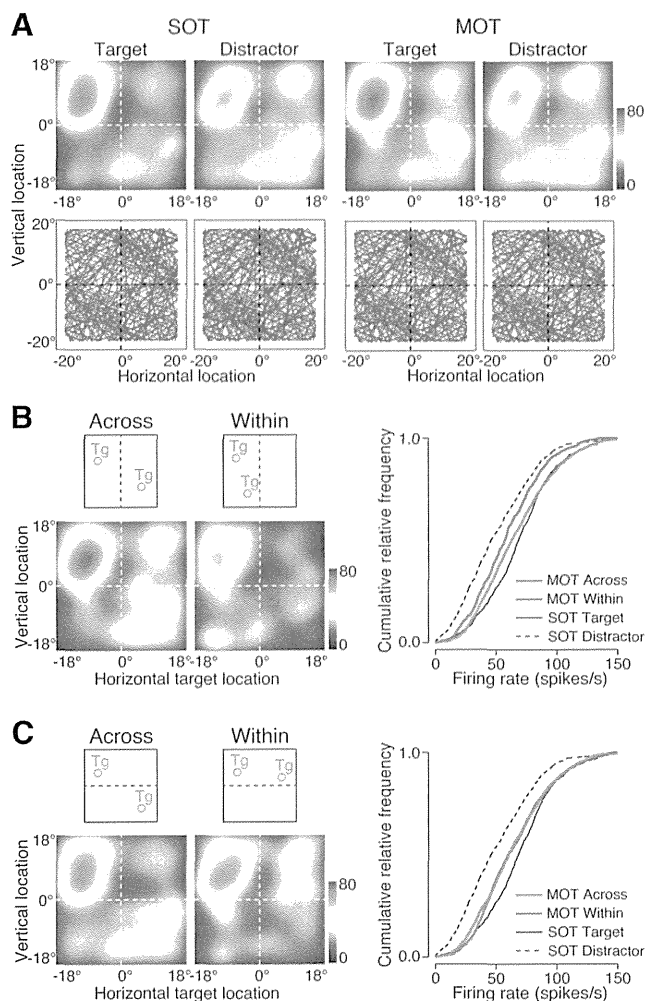 A
SOT MOT
Target Distractor Target Distractor
18°
0°
-18°
-18° 0° 18° -18° 0° 18° -18° 0° 18° -18° 0° 18°
80
0
Vertical location
20°
0°
-20°
-20° 0° 20° -20° 0° 20° -20° 0° 20° -20° 0° 20°
Horizontal location Horizontal location
B
Across Within
Tg Tg
Tg Tg
18°
0°
-18°
-18° 0° 18° -18° 0° 18°
80
0
Vertical location
Horizontal target location
1.0
0.0
Cumulative relative frequency
MOT Across
MOT Within
SOT Target
SOT Distractor
0 50 100 150
Firing rate (spikes/s)
C
Across Within
Tg Tg Tg
Tg
18°
0°
-18°
-18° 0° 18° -18° 0° 18°
80
0
Vertical location
Horizontal target location
1.0
0.0
Cumulative relative frequency
MOT Across
MOT Within
SOT Target
SOT Distractor
0 50 100 150
Firing rate (spikes/s)